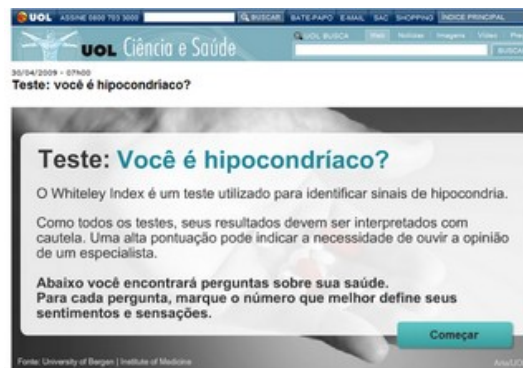 UOL ASSINE 0800 703 3000 BUSCAR BATE-PAPO E-MAIL SAC SHOPPING ÍNDICE PRINCIPAL
UOL Ciência e Saúde
UOL BUSCA Web Notícias Imagens Vídeo
BUSCA
30/04/2009 - 07h00
Teste: você é hipocondríaco?
Teste: Você é hipocondríaco?
O Whiteley Index é um teste utilizado para identificar sinais de hipocondria.
Como todos os testes, seus resultados devem ser interpretados com
cautela. Uma alta pontuação pode indicar a necessidade de ouvir a opinião
de um especialista.
Abaixo você encontrará perguntas sobre sua saúde.
Para cada pergunta, marque o número que melhor define seus
sentimentos e sensações.
Começar
Fonte: University of Bergen | Institute of Medicine